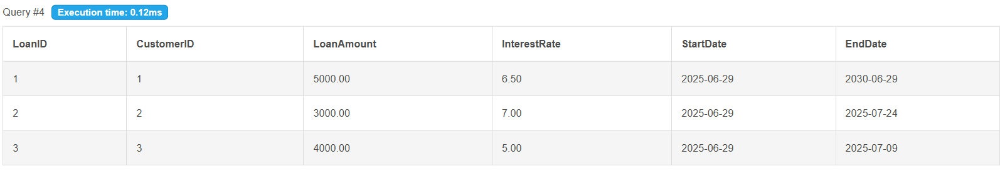 Query #4 Execution time: 0.12ms
LoanID CustomerID LoanAmount InterestRate StartDate EndDate
1 1 5000.00 6.50 2025-06-29 2030-06-29
2 2 3000.00 7.00 2025-06-29 2025-07-24
3 3 4000.00 5.00 2025-06-29 2025-07-09